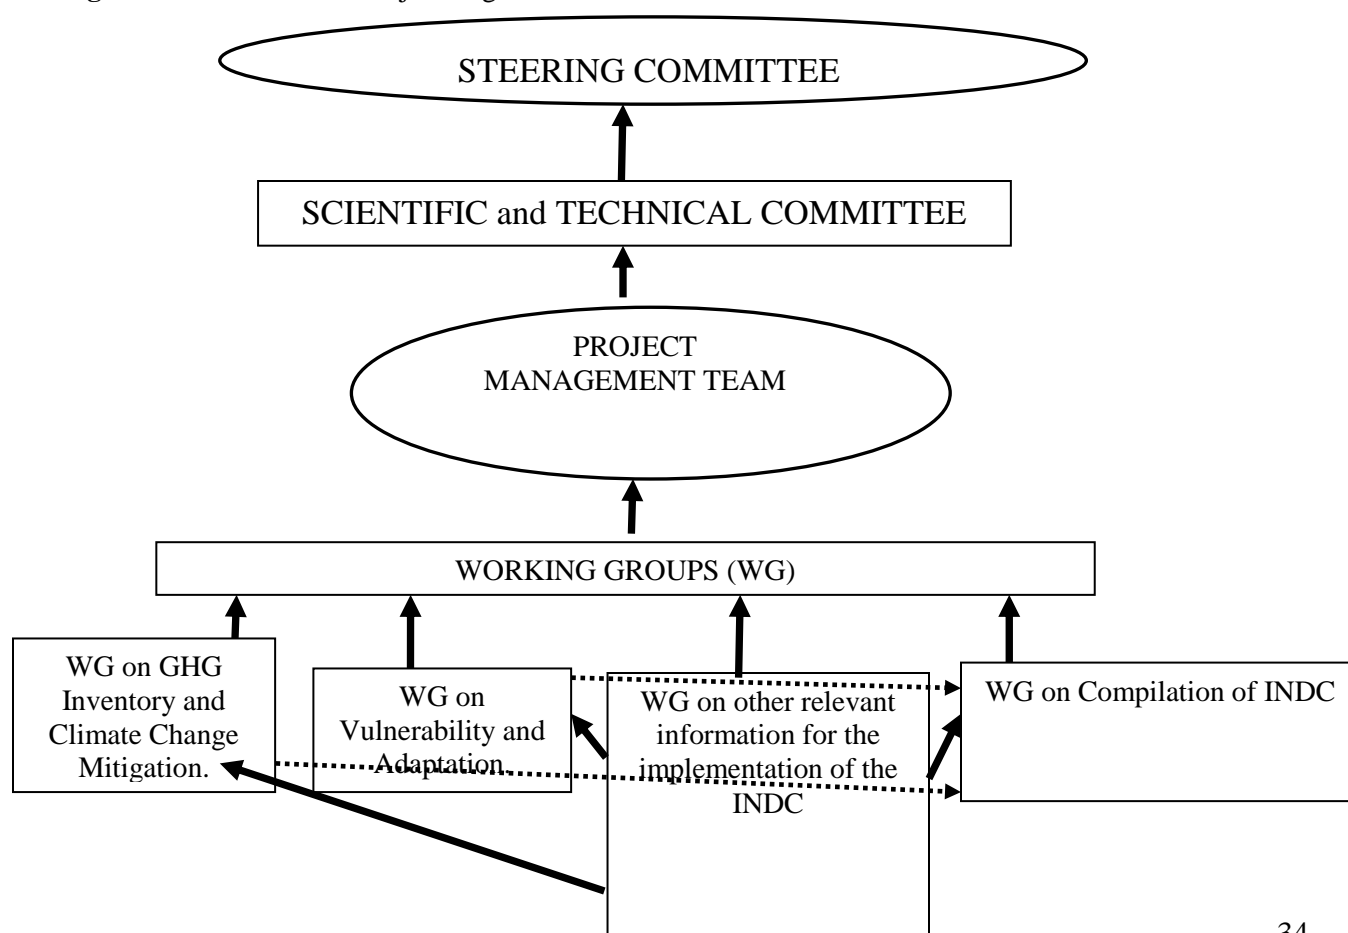 STEERING COMMITTEE
SCIENTIFIC and TECHNICAL COMMITTEE
PROJECT
MANAGEMENT TEAM
WORKING GROUPS (WG)
WG on GHG
Inventory and
Climate Change
Mitigation.
WG on
Vulnerability and
Adaptation.
WG on other relevant
information for the
implementation of the
INDC
WG on Compilation of INDC
34